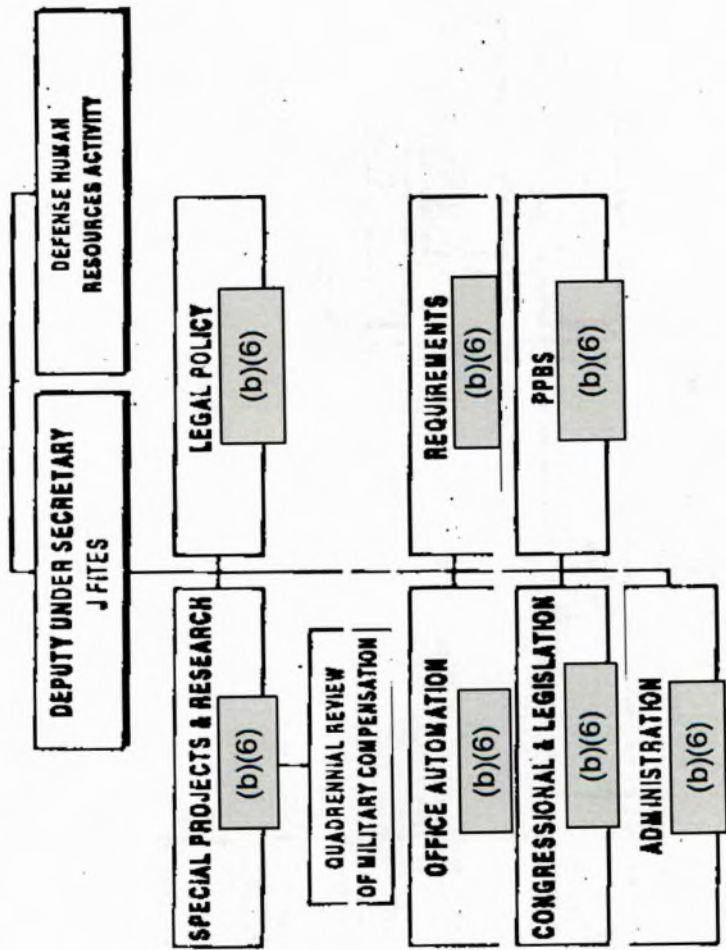 DEPUTY UNDER SECRETARY
J FITES
DEFENSE HUMAN
RESOURCES ACTIVITY
SPECIAL PROJECTS & RESEARCH
(b)(6)
LEGAL POLICY
(b)(6)
QUADRENNIAL REVIEW
OF MILITARY COMPENSATION
OFFICE AUTOMATION
(b)(6)
REQUIREMENTS
(b)(6)
CONGRESSIONAL & LEGISLATION
(b)(6)
PPBS
(b)(6)
ADMINISTRATION
(b)(6)